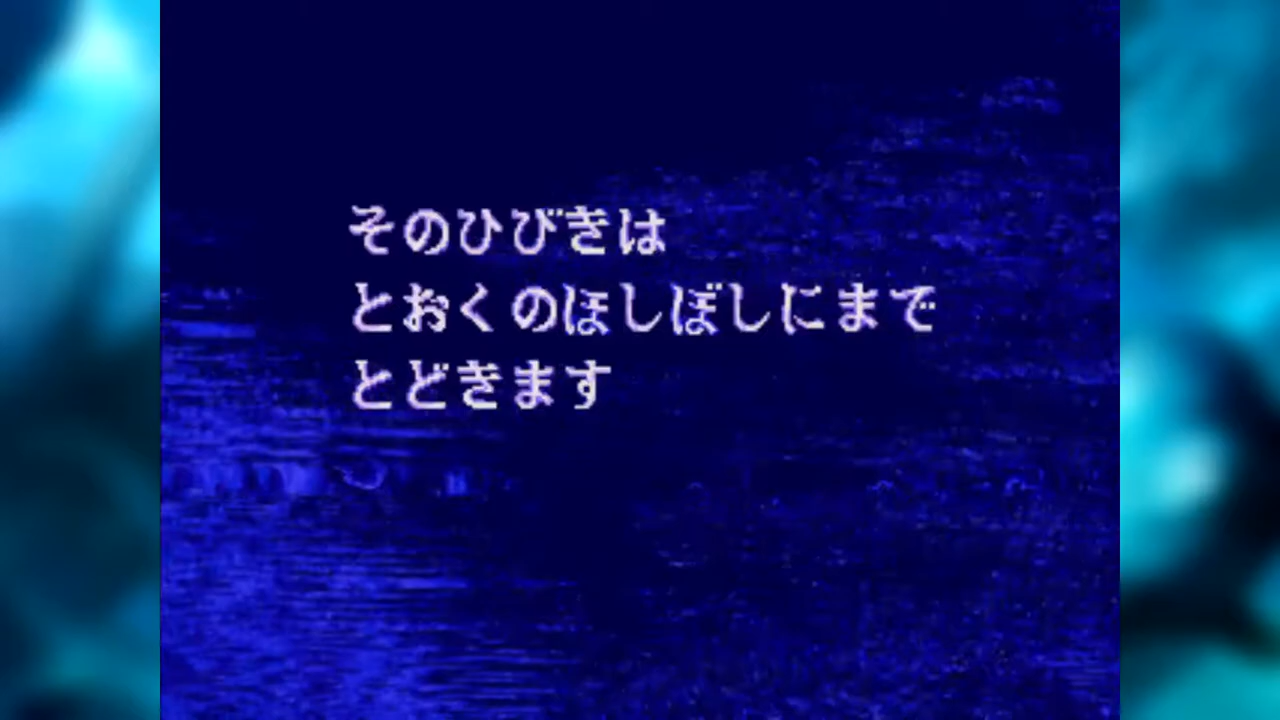 そのひびきは
とおくのほしぼしにまで
とどきます